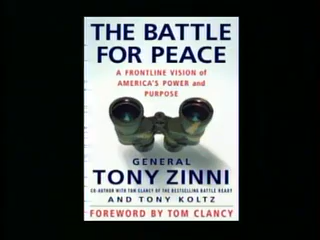 THE BATTLE
FOR PEACE
A FRONTLINE VISION of
AMERICA'S POWER and
PURPOSE
GENERAL
TONY ZINNI
CO-AUTHOR WITH TOM CLANCY OF THE BESTSELLING BATTLE READY
AND TONY KOLTZ
FOREWORD BY TOM CLANCY